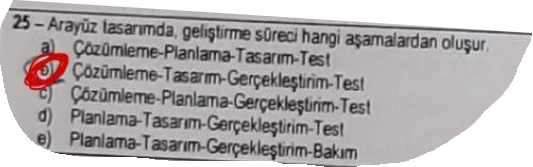 25 – Arayüz tasarımda, geliştirme süreci hangi aşamalardan oluşur.
a) Çözümleme-Planlama-Tasarım-Test
b) Çözümleme-Tasarım-Gerçekleştirim-Test
c) Çözümleme-Planlama-Gerçekleştirim-Test
d) Planlama-Tasarım-Gerçekleştirim-Test
e) Planlama-Tasarım-Gerçekleştirim-Bakım